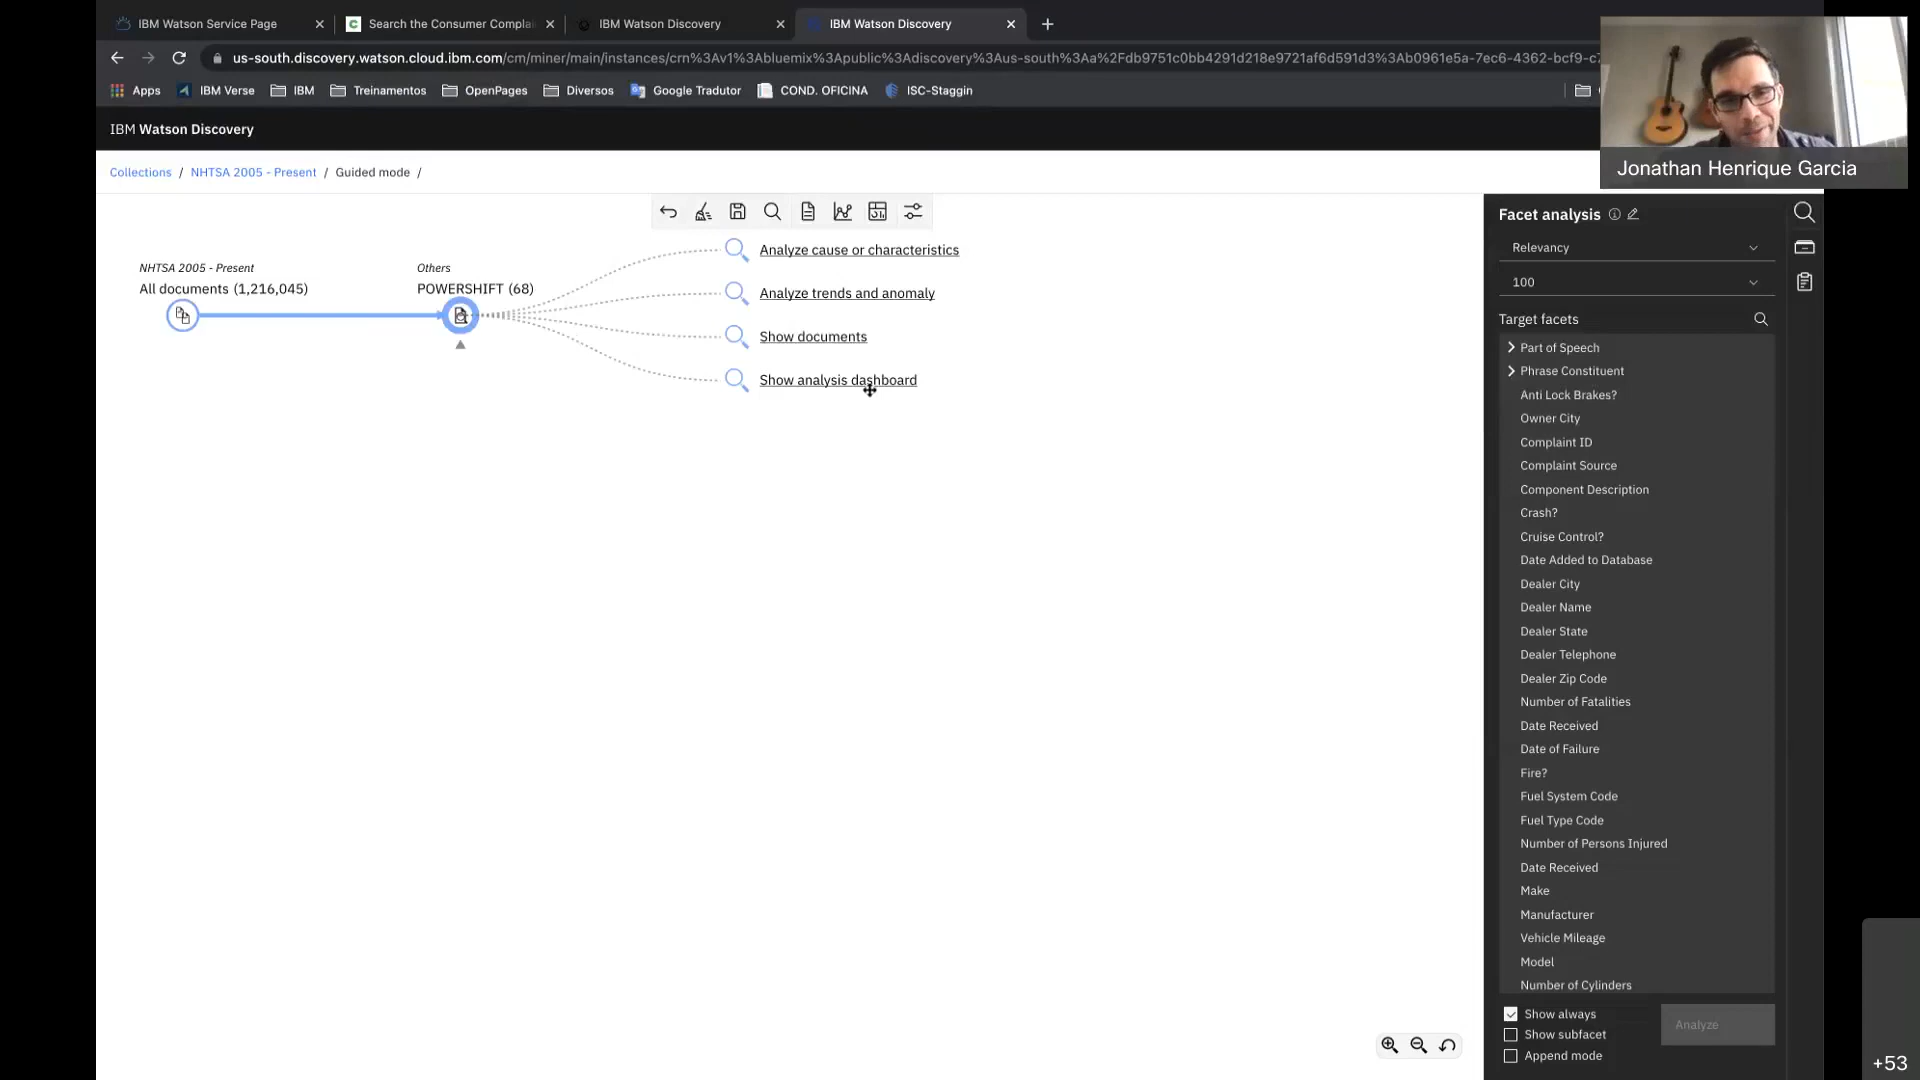 IBM Watson Service Page
Search the Consumer Complai
IBM Watson Discovery
IBM Watson Discovery
us-south.discovery.watson.cloud.ibm.com/cm/miner/main/instances/crn%3Av1%3Abluemix%3Apublic%3Adiscovery%3Aus-south%3Aa%2Fdb9751c0bb4291d218e9721af6d591d3%3Ab0961e5a-7ec6-4362-bcf9-c7
Apps
IBM Verse
IBM
Treinamentos
OpenPages
Diversos
Google Tradutor
COND. OFICINA
ISC-Staggin
Jonathan Henrique Garcia
IBM Watson Discovery
Collections / NHTSA 2005 - Present / Guided mode /
NHTSA 2005 - Present
All documents (1,216,045)
Others
POWERSHIFT (68)
Analyze cause or characteristics
Analyze trends and anomaly
Show documents
Show analysis dashboard
Facet analysis
Relevancy
100
Target facets
Part of Speech
Phrase Constituent
Anti Lock Brakes?
Owner City
Complaint ID
Complaint Source
Component Description
Crash?
Cruise Control?
Date Added to Database
Dealer City
Dealer Name
Dealer State
Dealer Telephone
Dealer Zip Code
Number of Fatalities
Date Received
Date of Failure
Fire?
Fuel System Code
Fuel Type Code
Number of Persons Injured
Date Received
Make
Manufacturer
Vehicle Mileage
Model
Number of Cylinders
Show always
Show subfacet
Append mode
Analyze
+53